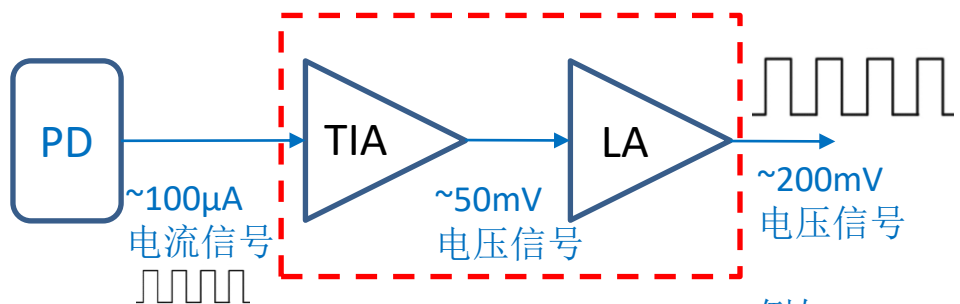 PD
TIA
LA
~100μA
电流信号
~50mV
电压信号
~200mV
电压信号